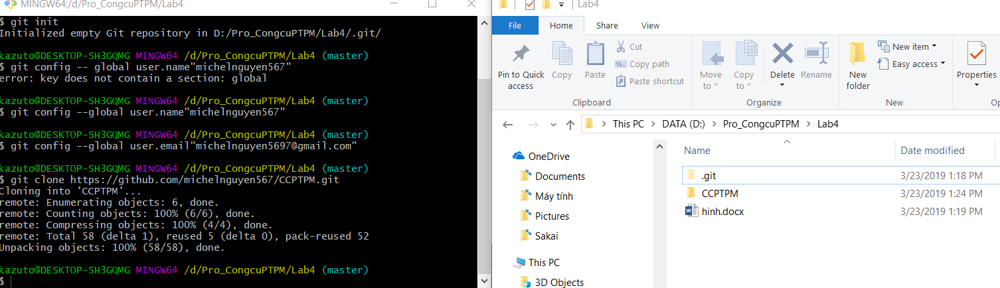 MINGW64:/d/Pro_CongcuPTPM/Lab4
$ git init
Initialized empty Git repository in D:/Pro_CongcuPTPM/Lab4/.git/
kazuto@DESKTOP-SH3GQMG MINGW64 /d/Pro_CongcuPTPM/Lab4 (master)
$ git config -- global user.name"michelnguyen567"
error: key does not contain a section: global
kazuto@DESKTOP-SH3GQMG MINGW64 /d/Pro_CongcuPTPM/Lab4 (master)
$ git config --global user.name"michelnguyen567"
kazuto@DESKTOP-SH3GQMG MINGW64 /d/Pro_CongcuPTPM/Lab4 (master)
$ git config --global user.email"michelnguyen5697@gmail.com"
kazuto@DESKTOP-SH3GQMG MINGW64 /d/Pro_CongcuPTPM/Lab4 (master)
$ git clone https://github.com/michelnguyen567/CCPTPM.git
Cloning into 'CCPTPM'...
remote: Enumerating objects: 6, done.
remote: Counting objects: 100% (6/6), done.
remote: Compressing objects: 100% (4/4), done.
remote: Total 58 (delta 1), reused 5 (delta 0), pack-reused 52
Unpacking objects: 100% (58/58), done.
kazuto@DESKTOP-SH3GQMG MINGW64 /d/Pro_CongcuPTPM/Lab4 (master)
$
Lab4
File Home Share View
Pin to Quick access
Copy
Paste
Cut
Copy path
Paste shortcut
Clipboard
Move to
Copy to
Delete
Rename
Organize
New folder
New item
Easy access
New
Properties
Op
This PC > DATA (D:) > Pro_CongcuPTPM > Lab4
OneDrive
Documents
Máy tính
Pictures
Sakai
This PC
3D Objects
Name Date modified
.git 3/23/2019 1:18 PM
CCPTPM 3/23/2019 1:24 PM
hinh.docx 3/23/2019 1:19 PM